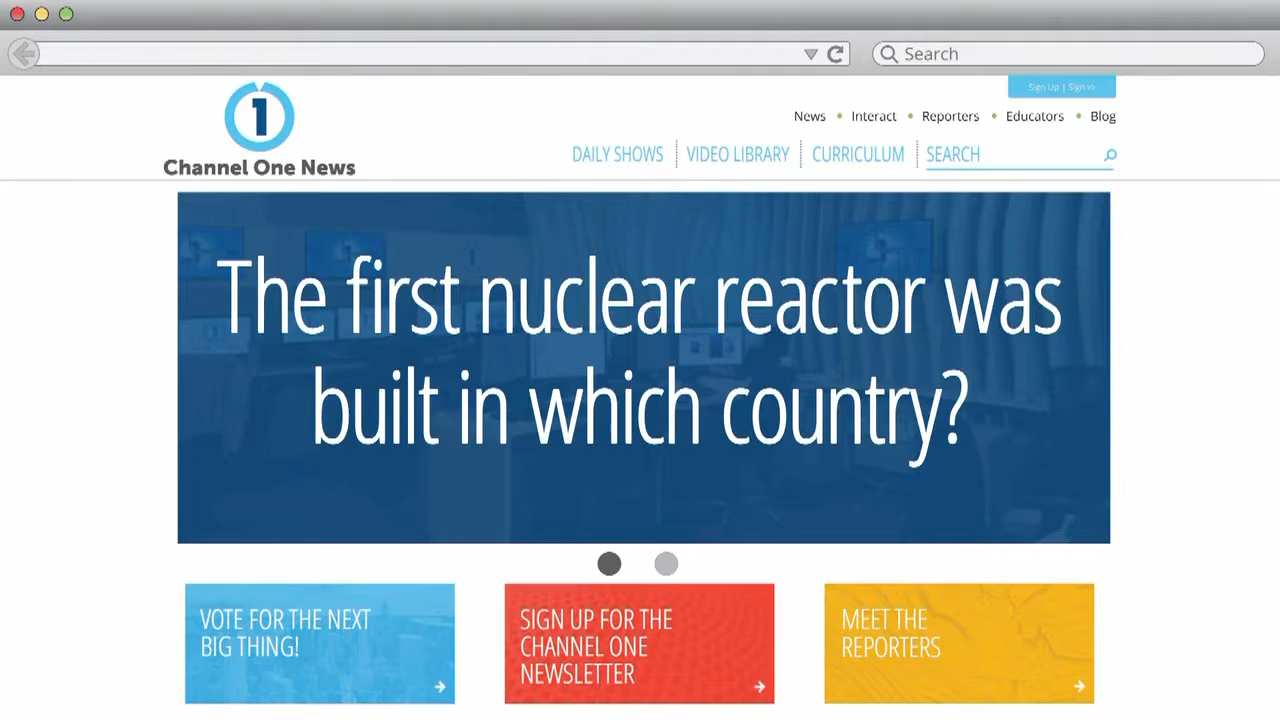 Search
Sign Up | Sign in
1
News • Interact • Reporters • Educators • Blog
Channel One News
DAILY SHOWS
VIDEO LIBRARY
CURRICULUM
SEARCH
The first nuclear reactor was
built in which country?
VOTE FOR THE NEXT
BIG THING!
SIGN UP FOR THE
CHANNEL ONE
NEWSLETTER
MEET THE
REPORTERS